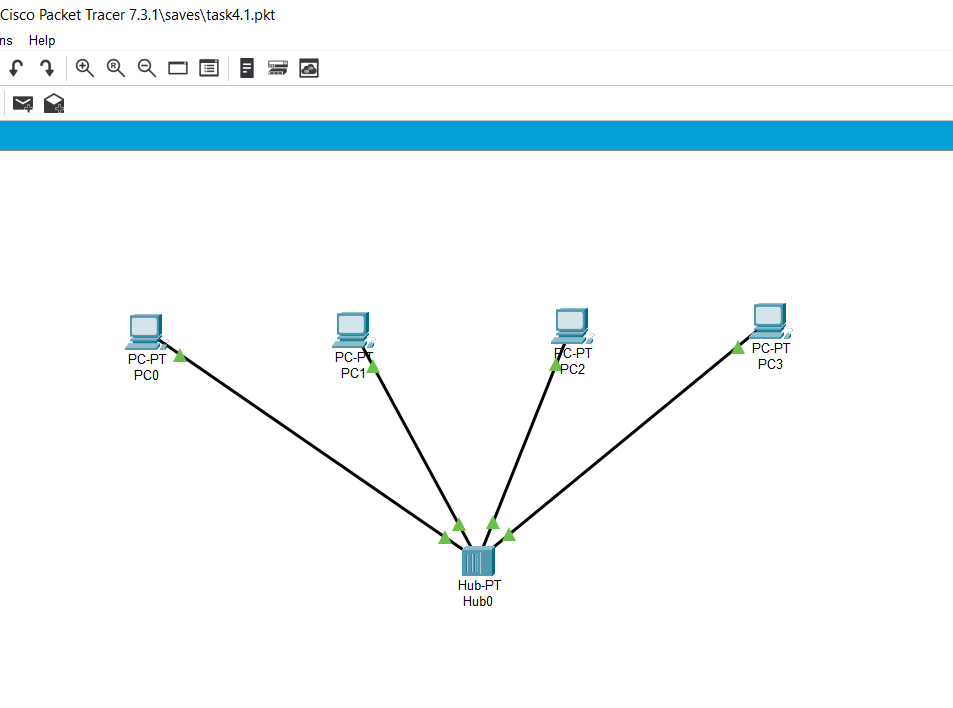 Cisco Packet Tracer 7.3.1\saves\task4.1.pkt
ns Help
R
PC-PT
PC0
PC-PT
PC1
PC-PT
PC2
PC-PT
PC3
Hub-PT
Hub0